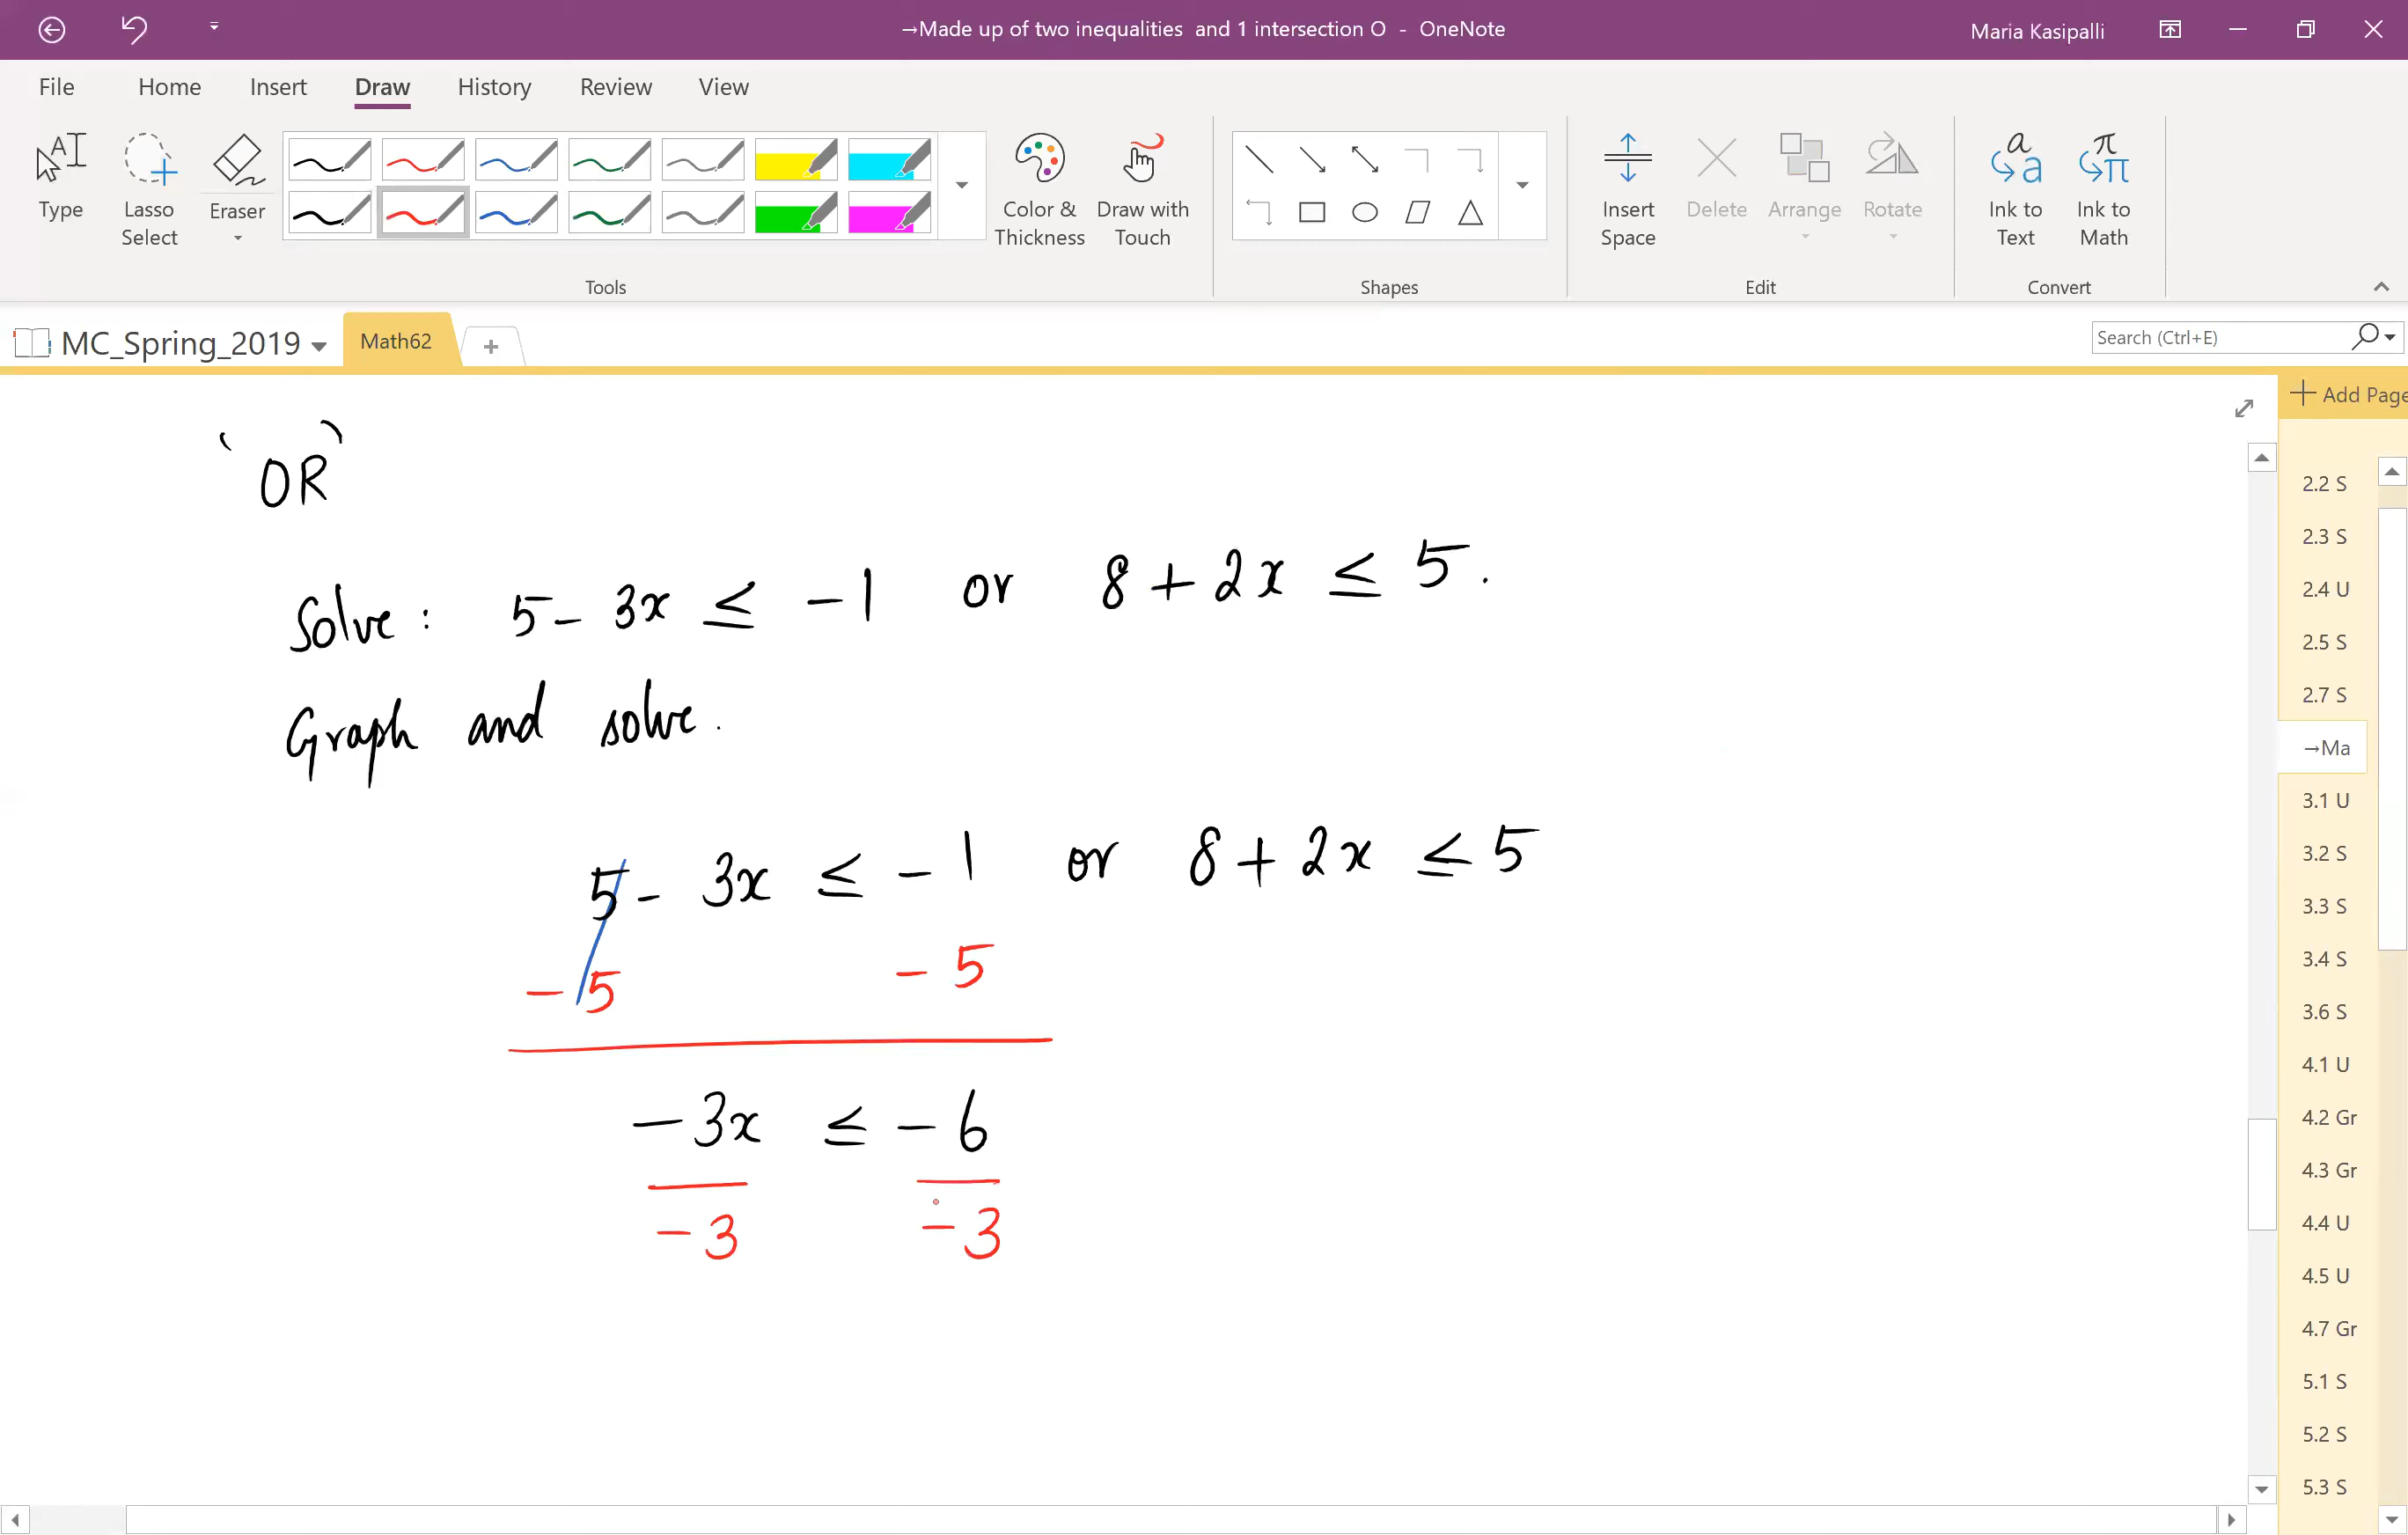 →Made up of two inequalities and 1 intersection O - OneNote
Maria Kasipalli
File Home Insert Draw History Review View
Type
Lasso Select
Eraser
Color & Thickness
Draw with Touch
Insert Space
Delete
Arrange
Rotate
Ink to Text
Ink to Math
Tools
Shapes
Edit
Convert
MC_Spring_2019
Math62
Search (Ctrl+E)
Add Page
"OR"
Solve: 5 - 3x ≤ -1 or 8 + 2x ≤ 5.
Graph and solve.
5 - 3x ≤ -1 or 8 + 2x ≤ 5
-5 -5
-3x ≤ -6
-3 -3
2.2 S
2.3 S
2.4 U
2.5 S
2.7 S
→Ma
3.1 U
3.2 S
3.3 S
3.4 S
3.6 S
4.1 U
4.2 Gr
4.3 Gr
4.4 U
4.5 U
4.7 Gr
5.1 S
5.2 S
5.3 S